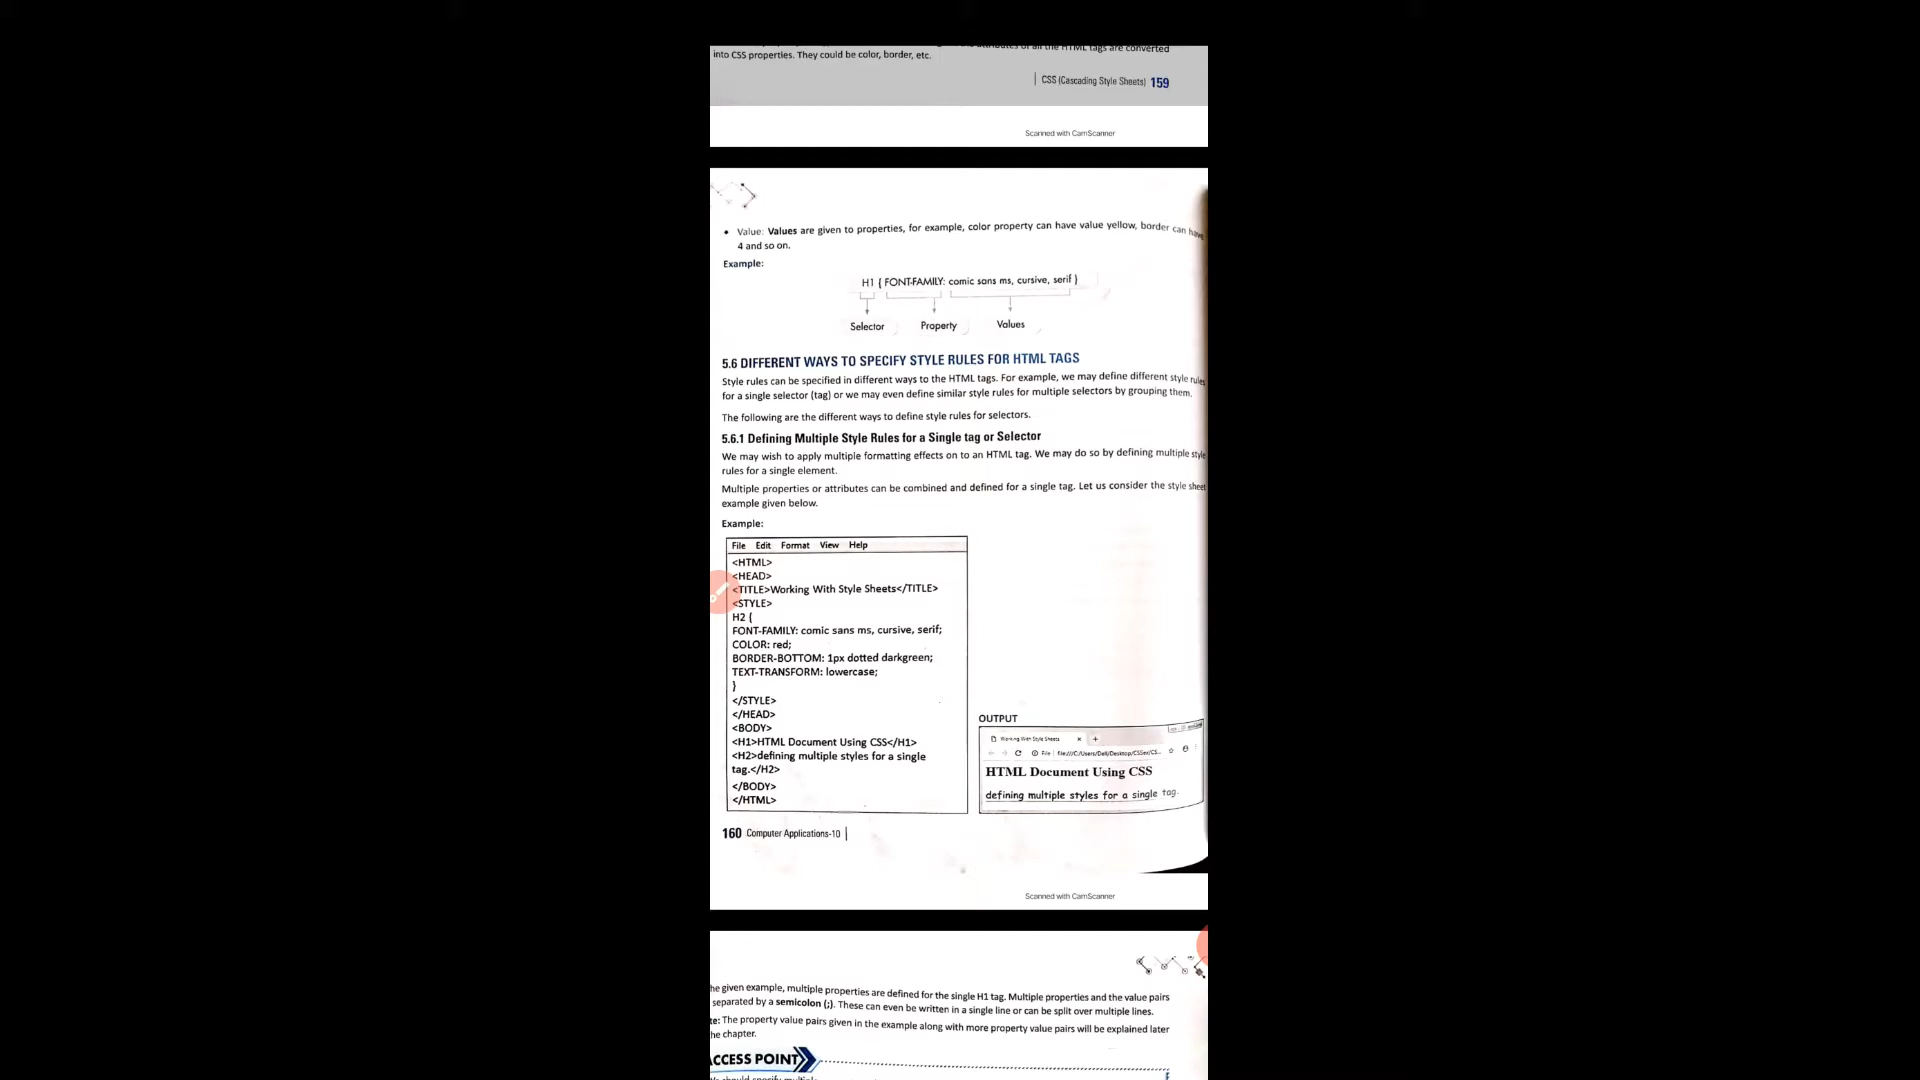 into CSS properties. They could be color, border, etc.
CSS (Cascading Style Sheets) 159
Scanned with CamScanner
• Value: Values are given to properties, for example, color property can have value yellow, border can have
4 and so on.
Example:
H1 { FONT-FAMILY: comic sans ms, cursive, serif }
Selector Property Values
5.6 DIFFERENT WAYS TO SPECIFY STYLE RULES FOR HTML TAGS
Style rules can be specified in different ways to the HTML tags. For example, we may define different style rules
for a single selector (tag) or we may even define similar style rules for multiple selectors by grouping them.
The following are the different ways to define style rules for selectors.
5.6.1 Defining Multiple Style Rules for a Single tag or Selector
We may wish to apply multiple formatting effects on to an HTML tag. We may do so by defining multiple style
rules for a single element.
Multiple properties or attributes can be combined and defined for a single tag. Let us consider the style sheet
example given below.
Example:
File Edit Format View Help
<HTML>
<HEAD>
<TITLE>Working With Style Sheets</TITLE>
<STYLE>
H2 {
FONT-FAMILY: comic sans ms, cursive, serif;
COLOR: red;
BORDER-BOTTOM: 1px dotted darkgreen;
TEXT-TRANSFORM: lowercase;
}
</STYLE>
</HEAD>
<BODY>
<H1>HTML Document Using CSS</H1>
<H2>defining multiple styles for a single
tag.</H2>
</BODY>
</HTML>
OUTPUT
Working With Style Sheets
File file:///C:/Users/Dell/Desktop/CSSex/CS...
HTML Document Using CSS
defining multiple styles for a single tag.
160 Computer Applications-10
Scanned with CamScanner
he given example, multiple properties are defined for the single H1 tag. Multiple properties and the value pairs
separated by a semicolon (;). These can even be written in a single line or can be split over multiple lines.
te: The property value pairs given in the example along with more property value pairs will be explained later
he chapter.
CCESS POINT